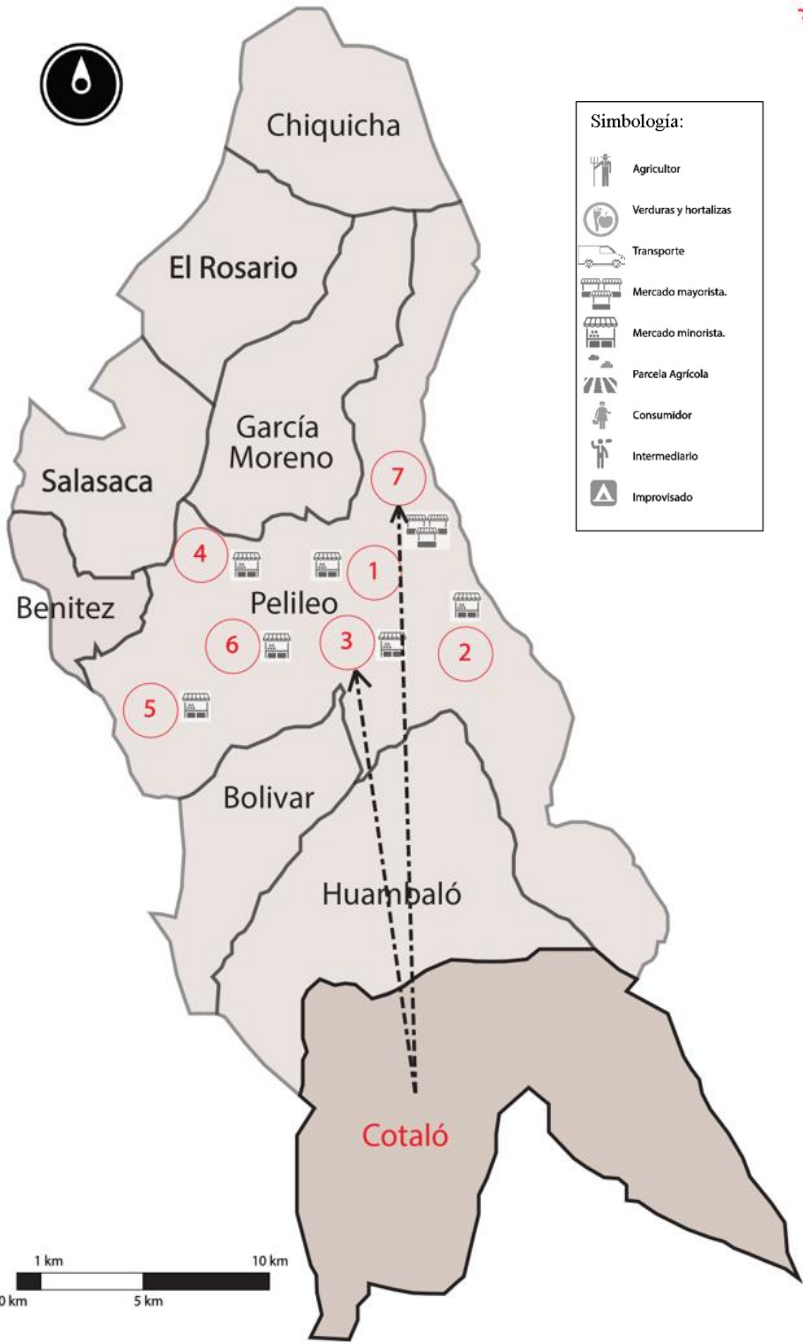 Chiquicha
El Rosario
García
Moreno
Salasaca
7
4
1
Benitez
Pelileo
6
3
2
5
Bolivar
Huambaló
Cotaló
1 km
10 km
0 km
5 km
Simbología:
Agricultor
Verduras y hortalizas
Transporte
Mercado mayorista.
Mercado minorista.
Parcela Agrícola
Consumidor
Intermediario
Improvisado